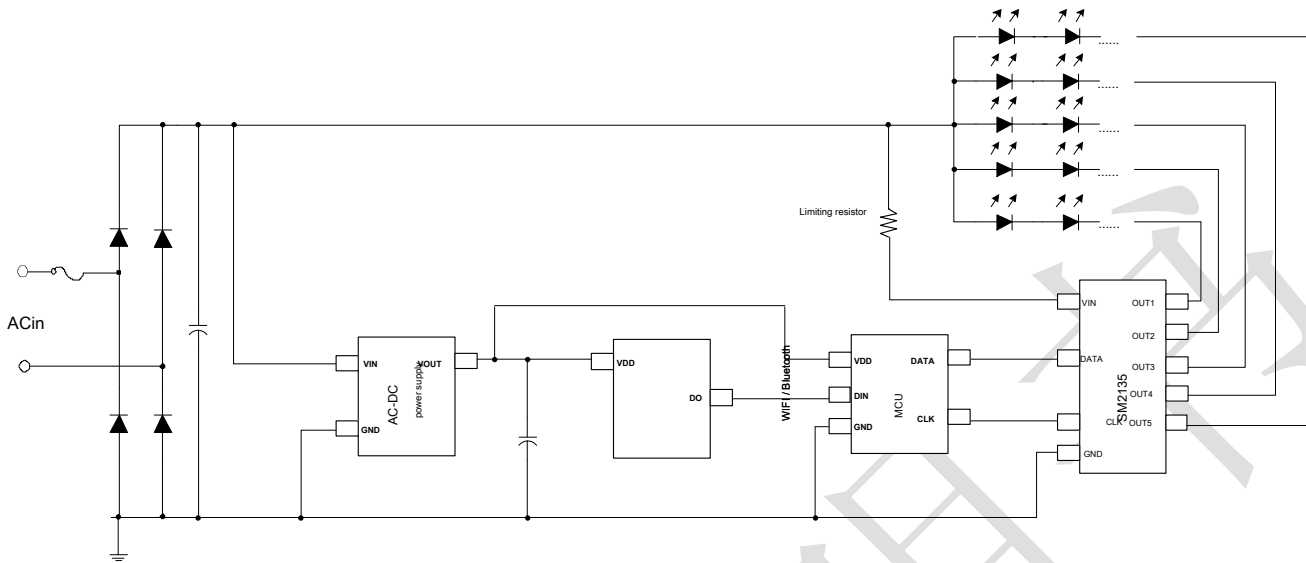 ......
......
......
......
......
Limiting resistor
ACin
VIN
VOUT
GND
AC-DC
power supply
VDD
DO
WIFI / Bluetooth
VDD
DIN
GND
DATA
CLK
MCU
VIN
DATA
CLK
GND
SM2135
OUT1
OUT2
OUT3
OUT4
OUT5